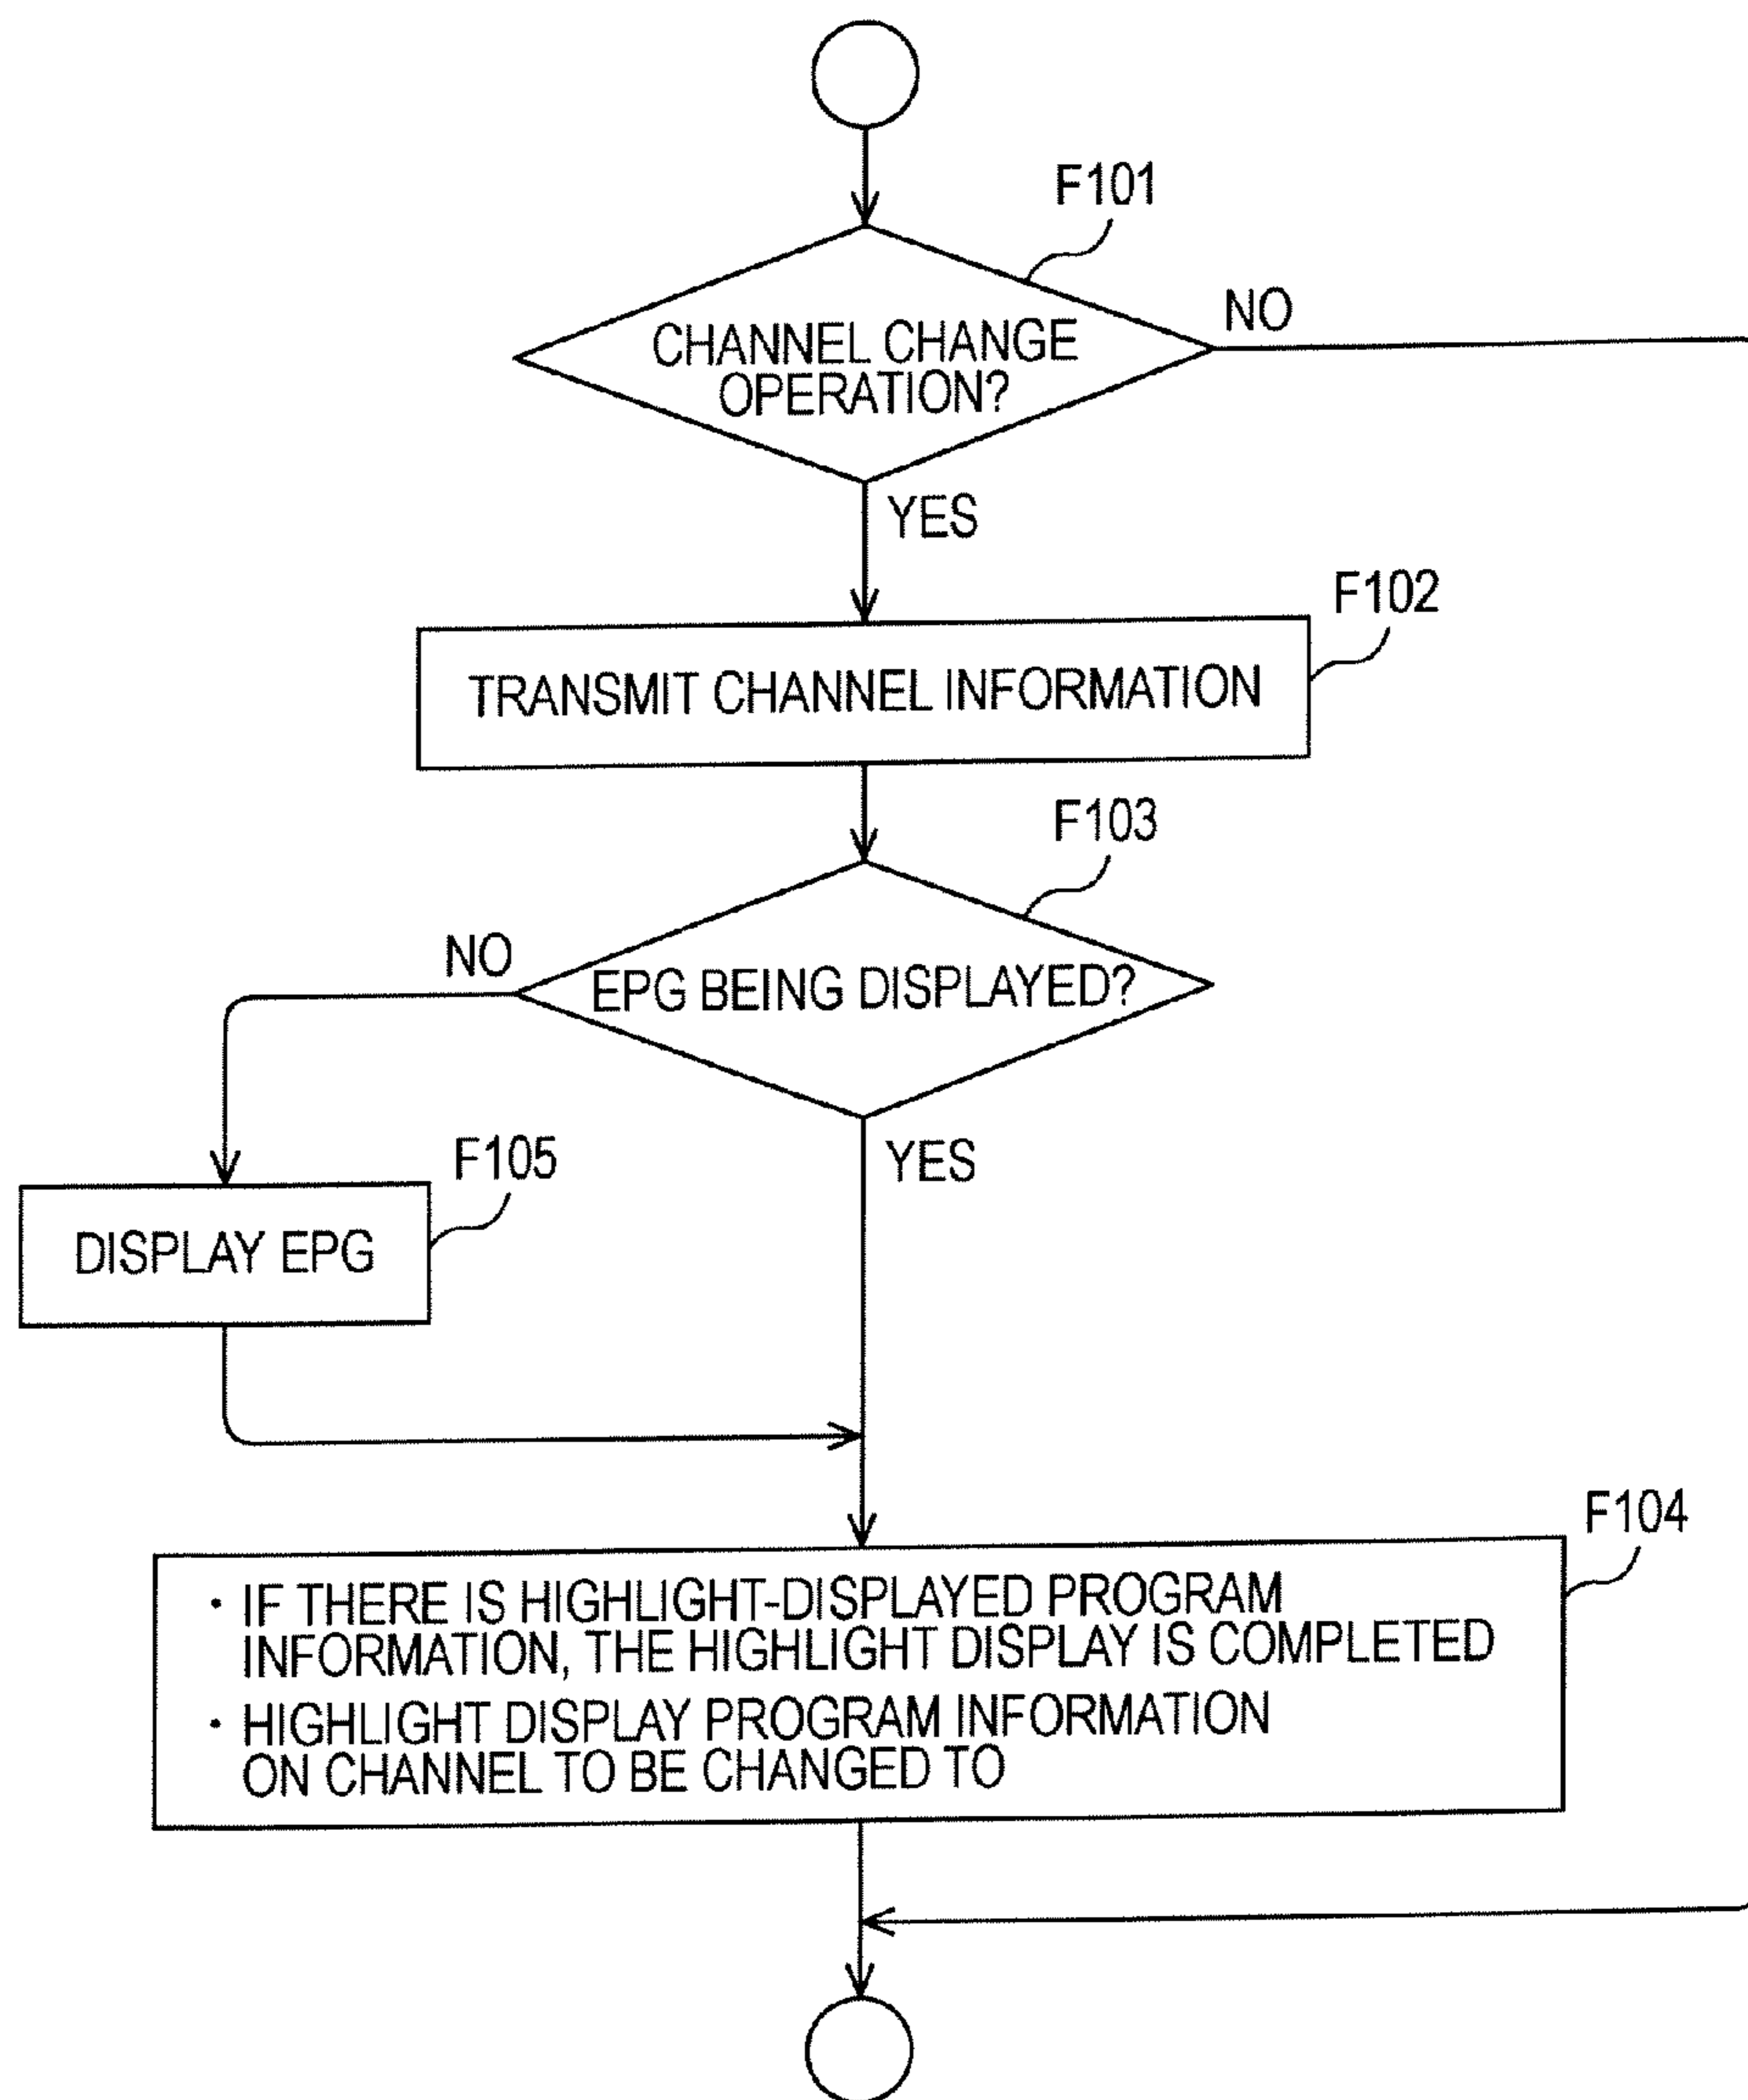 F101
CHANNEL CHANGE
OPERATION?
NO
YES
F102
TRANSMIT CHANNEL INFORMATION
F103
NO
EPG BEING DISPLAYED?
YES
F105
DISPLAY EPG
F104
· IF THERE IS HIGHLIGHT-DISPLAYED PROGRAM
INFORMATION, THE HIGHLIGHT DISPLAY IS COMPLETED
· HIGHLIGHT DISPLAY PROGRAM INFORMATION
ON CHANNEL TO BE CHANGED TO